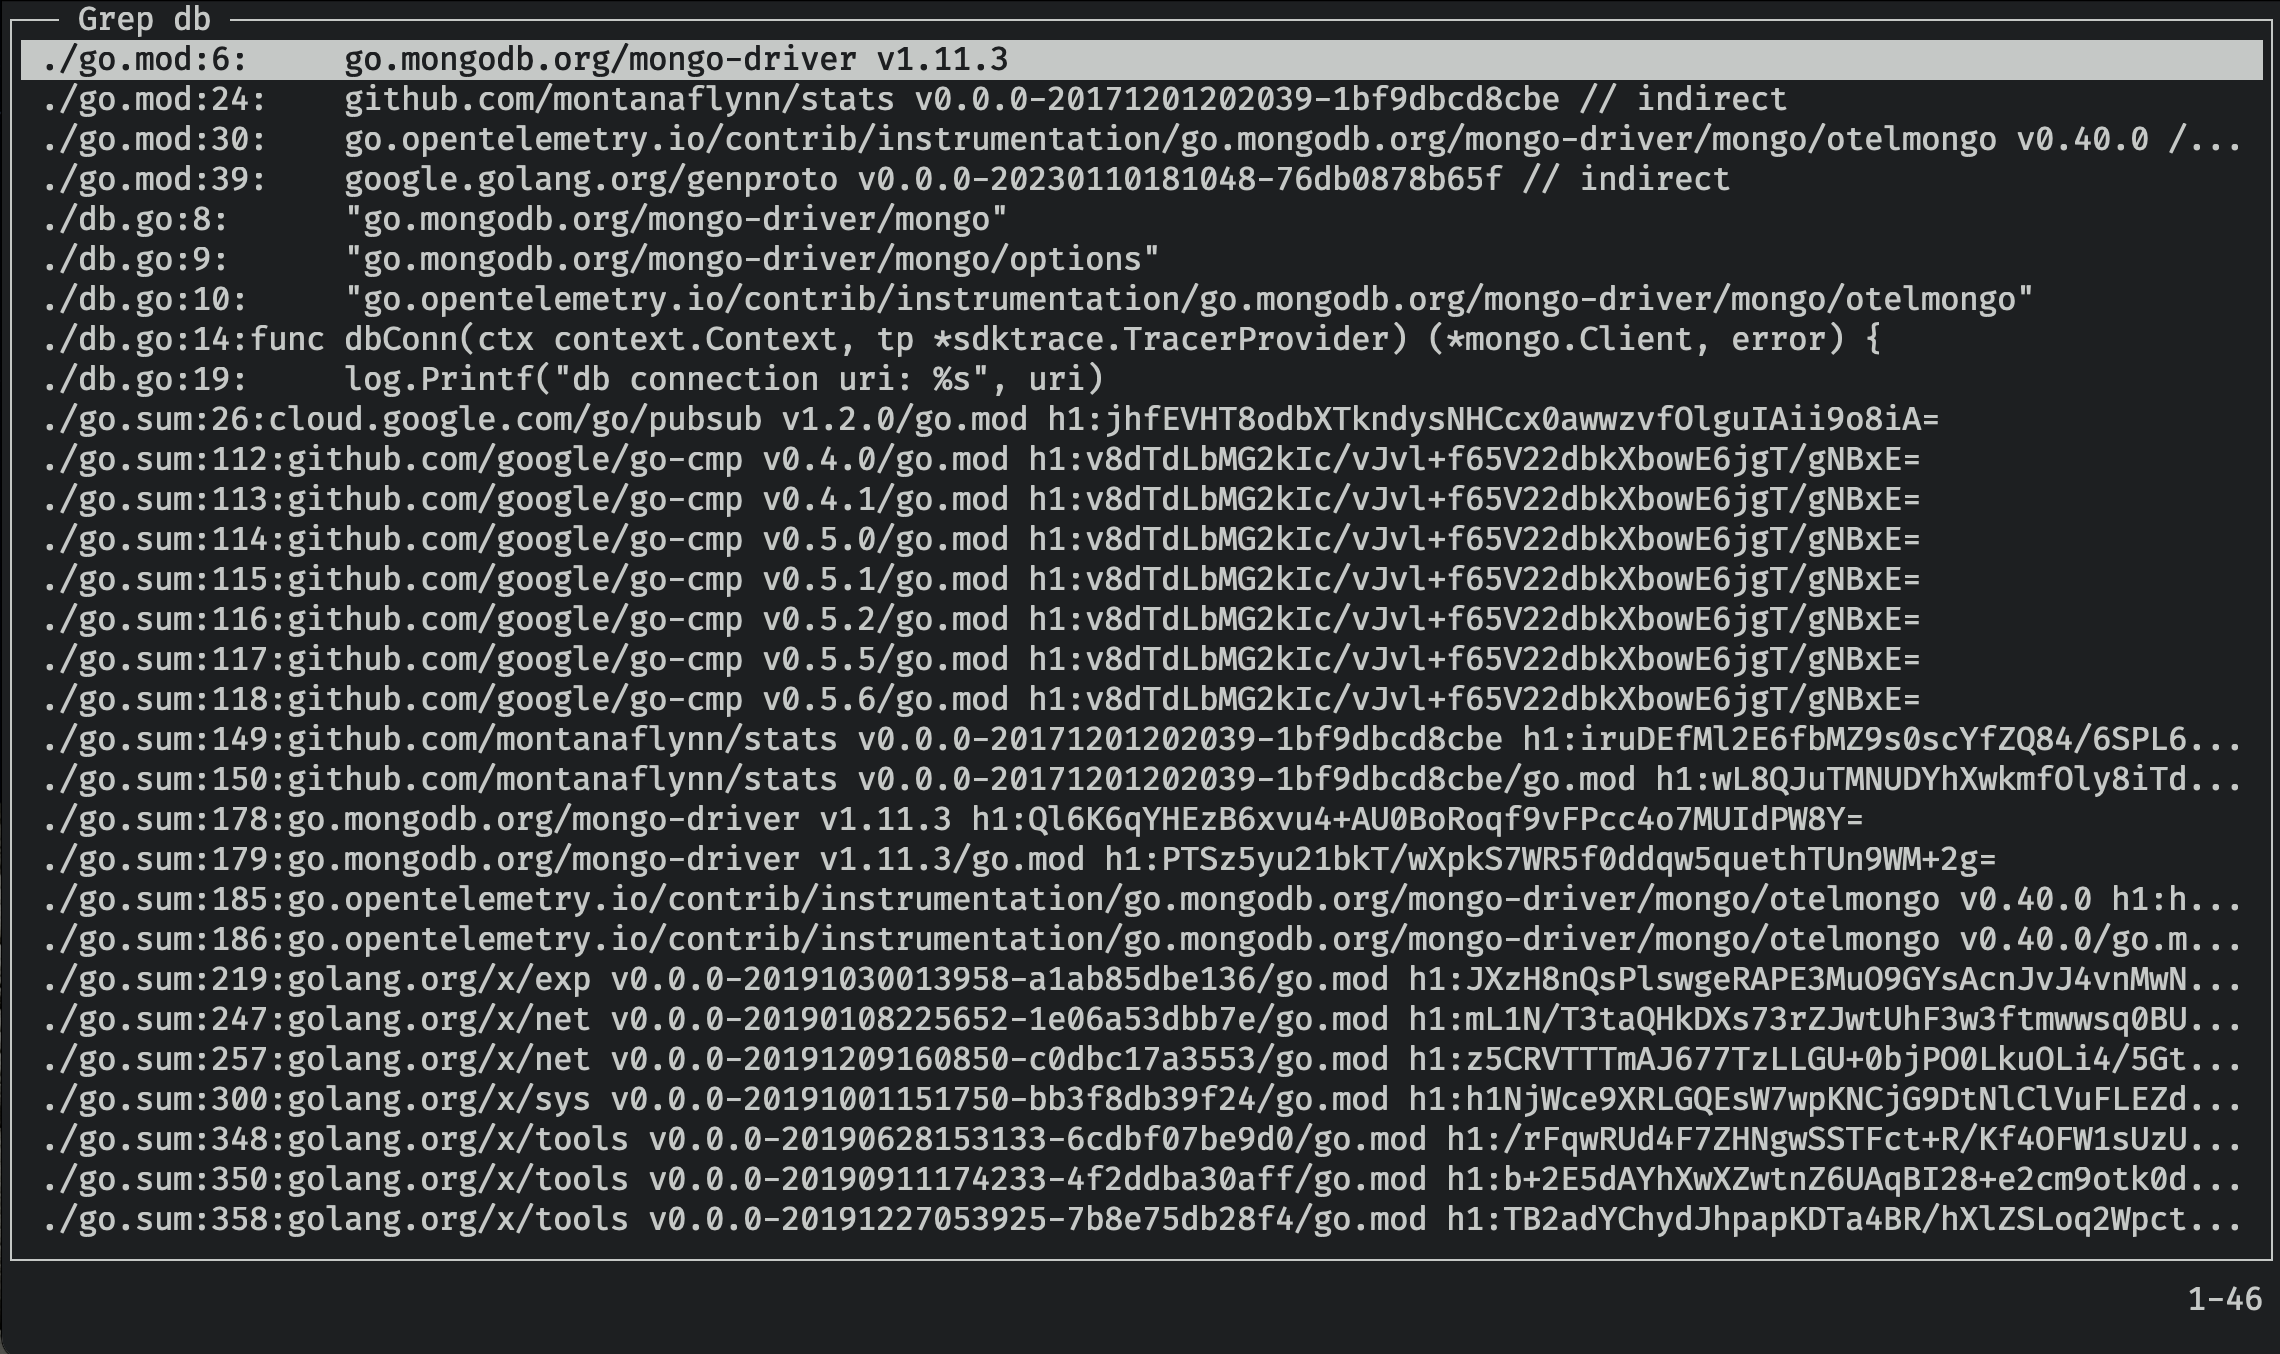 Grep db
./go.mod:6:     go.mongodb.org/mongo-driver v1.11.3
./go.mod:24:    github.com/montanaflynn/stats v0.0.0-20171201202039-1bf9dbcd8cbe // indirect
./go.mod:30:    go.opentelemetry.io/contrib/instrumentation/go.mongodb.org/mongo-driver/mongo/otelmongo v0.40.0 /...
./go.mod:39:    google.golang.org/genproto v0.0.0-20230110181048-76db0878b65f // indirect
./db.go:8:      "go.mongodb.org/mongo-driver/mongo"
./db.go:9:      "go.mongodb.org/mongo-driver/mongo/options"
./db.go:10:     "go.opentelemetry.io/contrib/instrumentation/go.mongodb.org/mongo-driver/mongo/otelmongo"
./db.go:14:func dbConn(ctx context.Context, tp *sdktrace.TracerProvider) (*mongo.Client, error) {
./db.go:19:     log.Printf("db connection uri: %s", uri)
./go.sum:26:cloud.google.com/go/pubsub v1.2.0/go.mod h1:jhfEVHT8odbXTkndysNHCcx0awwzvfOlguIAii9o8iA=
./go.sum:112:github.com/google/go-cmp v0.4.0/go.mod h1:v8dTdLbMG2kIc/vJvl+f65V22dbkXbowE6jgT/gNBxE=
./go.sum:113:github.com/google/go-cmp v0.4.1/go.mod h1:v8dTdLbMG2kIc/vJvl+f65V22dbkXbowE6jgT/gNBxE=
./go.sum:114:github.com/google/go-cmp v0.5.0/go.mod h1:v8dTdLbMG2kIc/vJvl+f65V22dbkXbowE6jgT/gNBxE=
./go.sum:115:github.com/google/go-cmp v0.5.1/go.mod h1:v8dTdLbMG2kIc/vJvl+f65V22dbkXbowE6jgT/gNBxE=
./go.sum:116:github.com/google/go-cmp v0.5.2/go.mod h1:v8dTdLbMG2kIc/vJvl+f65V22dbkXbowE6jgT/gNBxE=
./go.sum:117:github.com/google/go-cmp v0.5.5/go.mod h1:v8dTdLbMG2kIc/vJvl+f65V22dbkXbowE6jgT/gNBxE=
./go.sum:118:github.com/google/go-cmp v0.5.6/go.mod h1:v8dTdLbMG2kIc/vJvl+f65V22dbkXbowE6jgT/gNBxE=
./go.sum:149:github.com/montanaflynn/stats v0.0.0-20171201202039-1bf9dbcd8cbe h1:iruDEfMl2E6fbMZ9s0scYfZQ84/6SPL6...
./go.sum:150:github.com/montanaflynn/stats v0.0.0-20171201202039-1bf9dbcd8cbe/go.mod h1:wL8QJuTMNUDYhXwkmfOly8iTd...
./go.sum:178:go.mongodb.org/mongo-driver v1.11.3 h1:Ql6K6qYHEzB6xvu4+AU0BoRoqf9vFPcc4o7MUIdPW8Y=
./go.sum:179:go.mongodb.org/mongo-driver v1.11.3/go.mod h1:PTSz5yu21bkT/wXpkS7WR5f0ddqw5quethTUn9WM+2g=
./go.sum:185:go.opentelemetry.io/contrib/instrumentation/go.mongodb.org/mongo-driver/mongo/otelmongo v0.40.0 h1:h...
./go.sum:186:go.opentelemetry.io/contrib/instrumentation/go.mongodb.org/mongo-driver/mongo/otelmongo v0.40.0/go.m...
./go.sum:219:golang.org/x/exp v0.0.0-20191030013958-a1ab85dbe136/go.mod h1:JXzH8nQsPlswgeRAPE3MuO9GYsAcnJvJ4vnMwN...
./go.sum:247:golang.org/x/net v0.0.0-20190108225652-1e06a53dbb7e/go.mod h1:mL1N/T3taQHkDXs73rZJwtUhF3w3ftmwwsq0BU...
./go.sum:257:golang.org/x/net v0.0.0-20191209160850-c0dbc17a3553/go.mod h1:z5CRVTTTmAJ677TzLLGU+0bjPO0LkuOLi4/5Gt...
./go.sum:300:golang.org/x/sys v0.0.0-20191001151750-bb3f8db39f24/go.mod h1:h1NjWce9XRLGQEsW7wpKNCjG9DtNlClVuFLEZd...
./go.sum:348:golang.org/x/tools v0.0.0-20190628153133-6cdbf07be9d0/go.mod h1:/rFqwRUd4F7ZHNgwSSTFct+R/Kf4OFW1sUzU...
./go.sum:350:golang.org/x/tools v0.0.0-20190911174233-4f2ddba30aff/go.mod h1:b+2E5dAYhXwXZwtnZ6UAqBI28+e2cm9otk0d...
./go.sum:358:golang.org/x/tools v0.0.0-20191227053925-7b8e75db28f4/go.mod h1:TB2adYChydJhpapKDTa4BR/hXlZSLoq2Wpct...
1-46